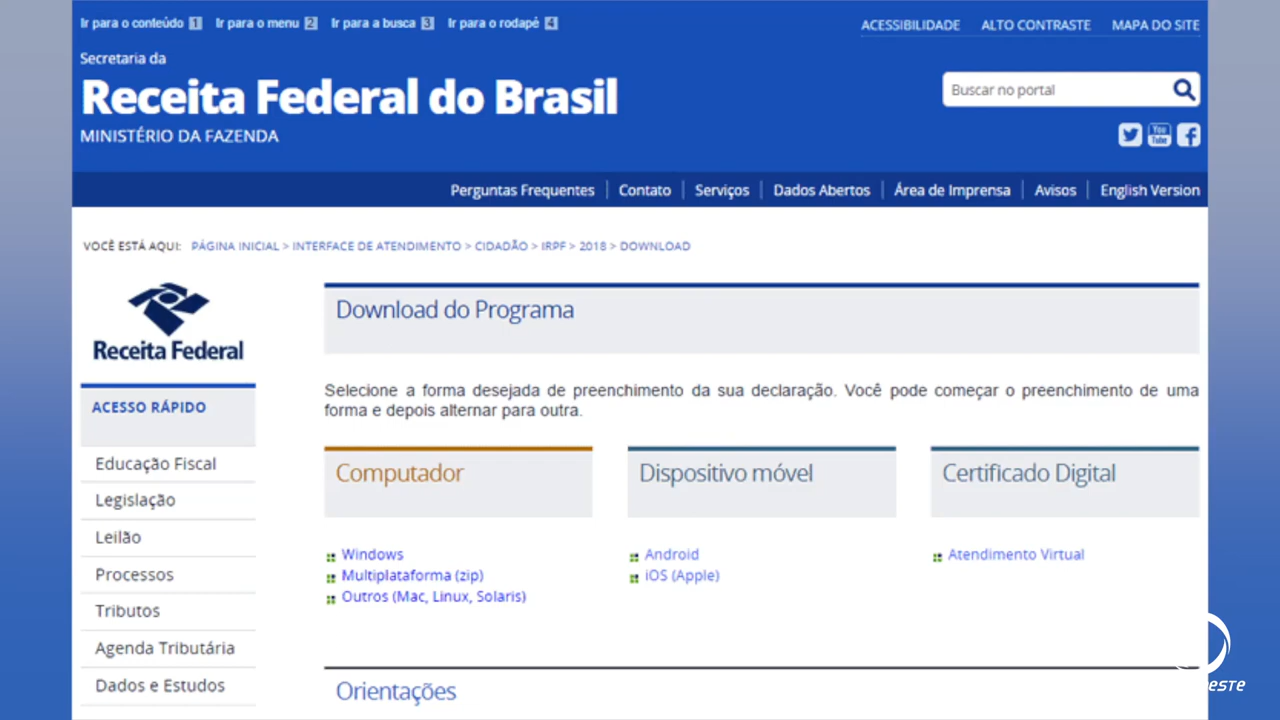 Ir para o conteúdo 1 Ir para o menu 2 Ir para a busca 3 Ir para o rodapé 4
ACESSIBILIDADE ALTO CONTRASTE MAPA DO SITE
Secretaria da
Receita Federal do Brasil
MINISTÉRIO DA FAZENDA
Buscar no portal
You Tube
Perguntas Frequentes Contato Serviços Dados Abertos Área de Imprensa Avisos English Version
VOCÊ ESTÁ AQUI: PÁGINA INICIAL > INTERFACE DE ATENDIMENTO > CIDADÃO > IRPF > 2018 > DOWNLOAD
Receita Federal
ACESSO RÁPIDO
Educação Fiscal
Legislação
Leilão
Processos
Tributos
Agenda Tributária
Dados e Estudos
Download do Programa
Selecione a forma desejada de preenchimento da sua declaração. Você pode começar o preenchimento de uma
forma e depois alternar para outra.
Computador
Windows
Multiplataforma (zip)
Outros (Mac, Linux, Solaris)
Dispositivo móvel
Android
iOS (Apple)
Certificado Digital
Atendimento Virtual
Orientações